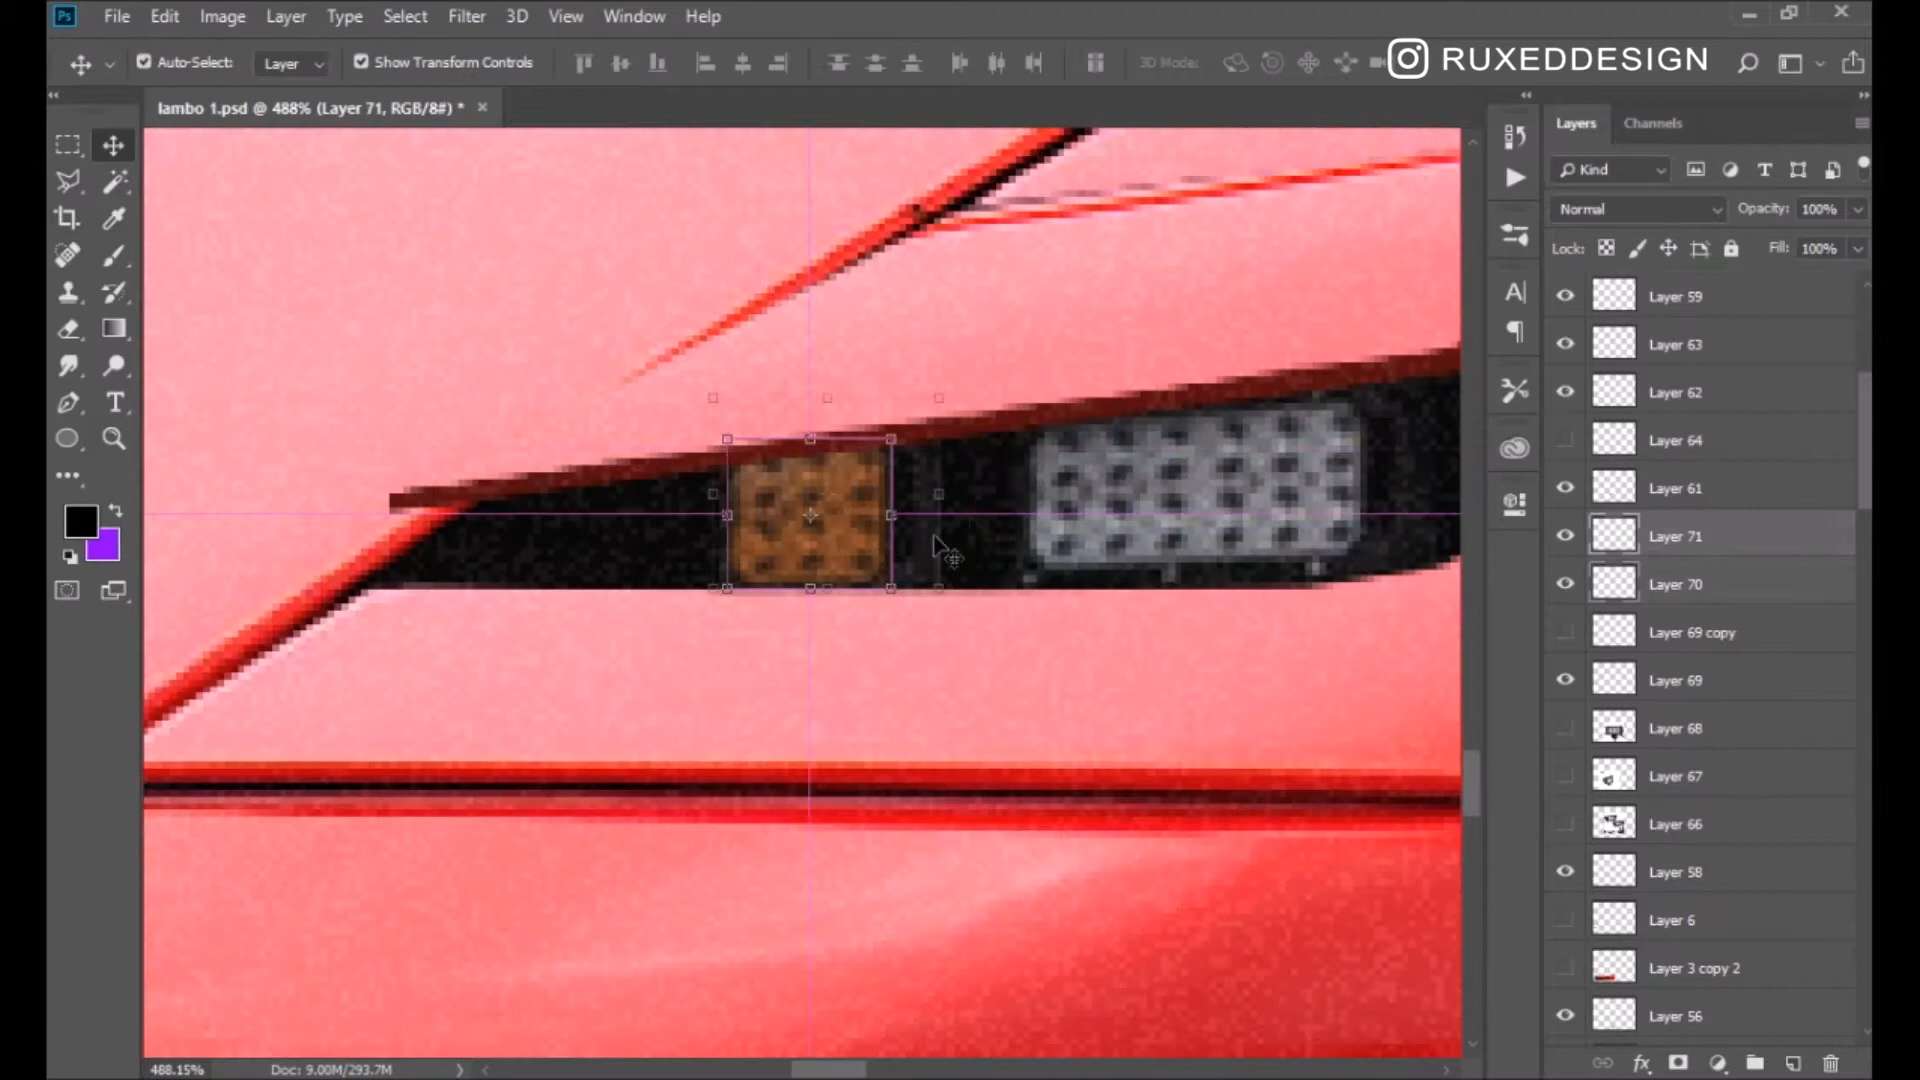 Ps File Edit Image Layer Type Select Filter 3D View Window Help
Auto-Select: Layer Show Transform Controls 3D Mode: RUXEDDESIGN
lambo 1.psd @ 488% (Layer 71, RGB/8#) * ×
Layers Channels
Kind
Normal Opacity: 100%
Lock: Fill: 100%
Layer 59
Layer 63
Layer 62
Layer 64
Layer 61
Layer 71
Layer 70
Layer 69 copy
Layer 69
Layer 68
Layer 67
Layer 66
Layer 58
Layer 6
Layer 3 copy 2
Layer 56
488.15% Doc: 9.00M/293.7M